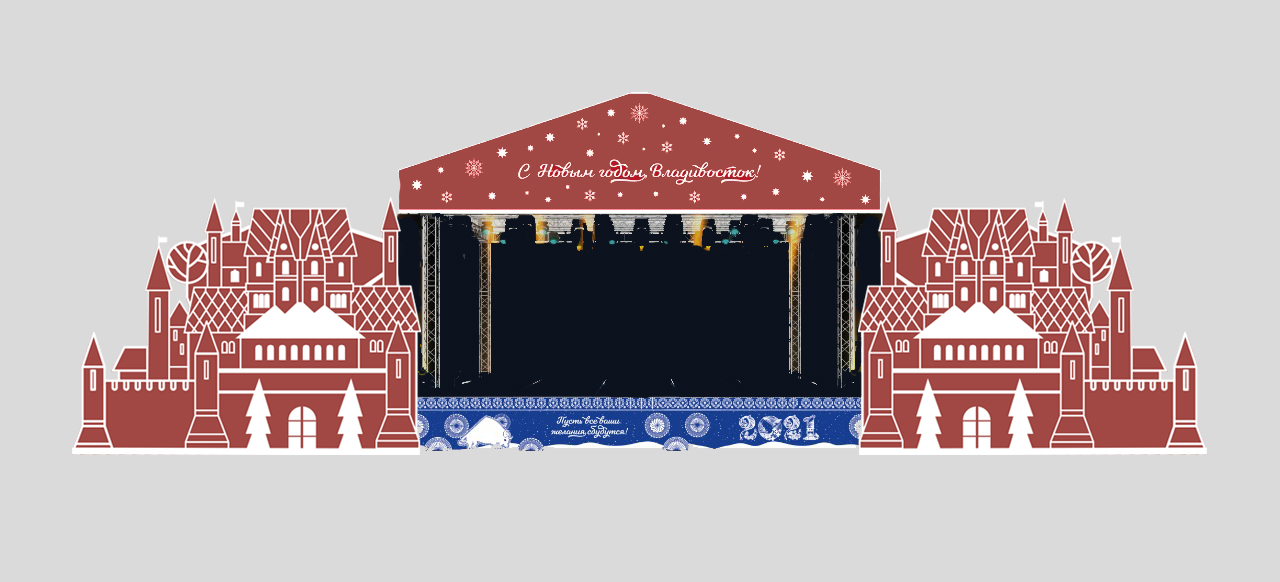 С Новым годом, Владивосток!
Пусть все ваши
желания сбудутся!
2021